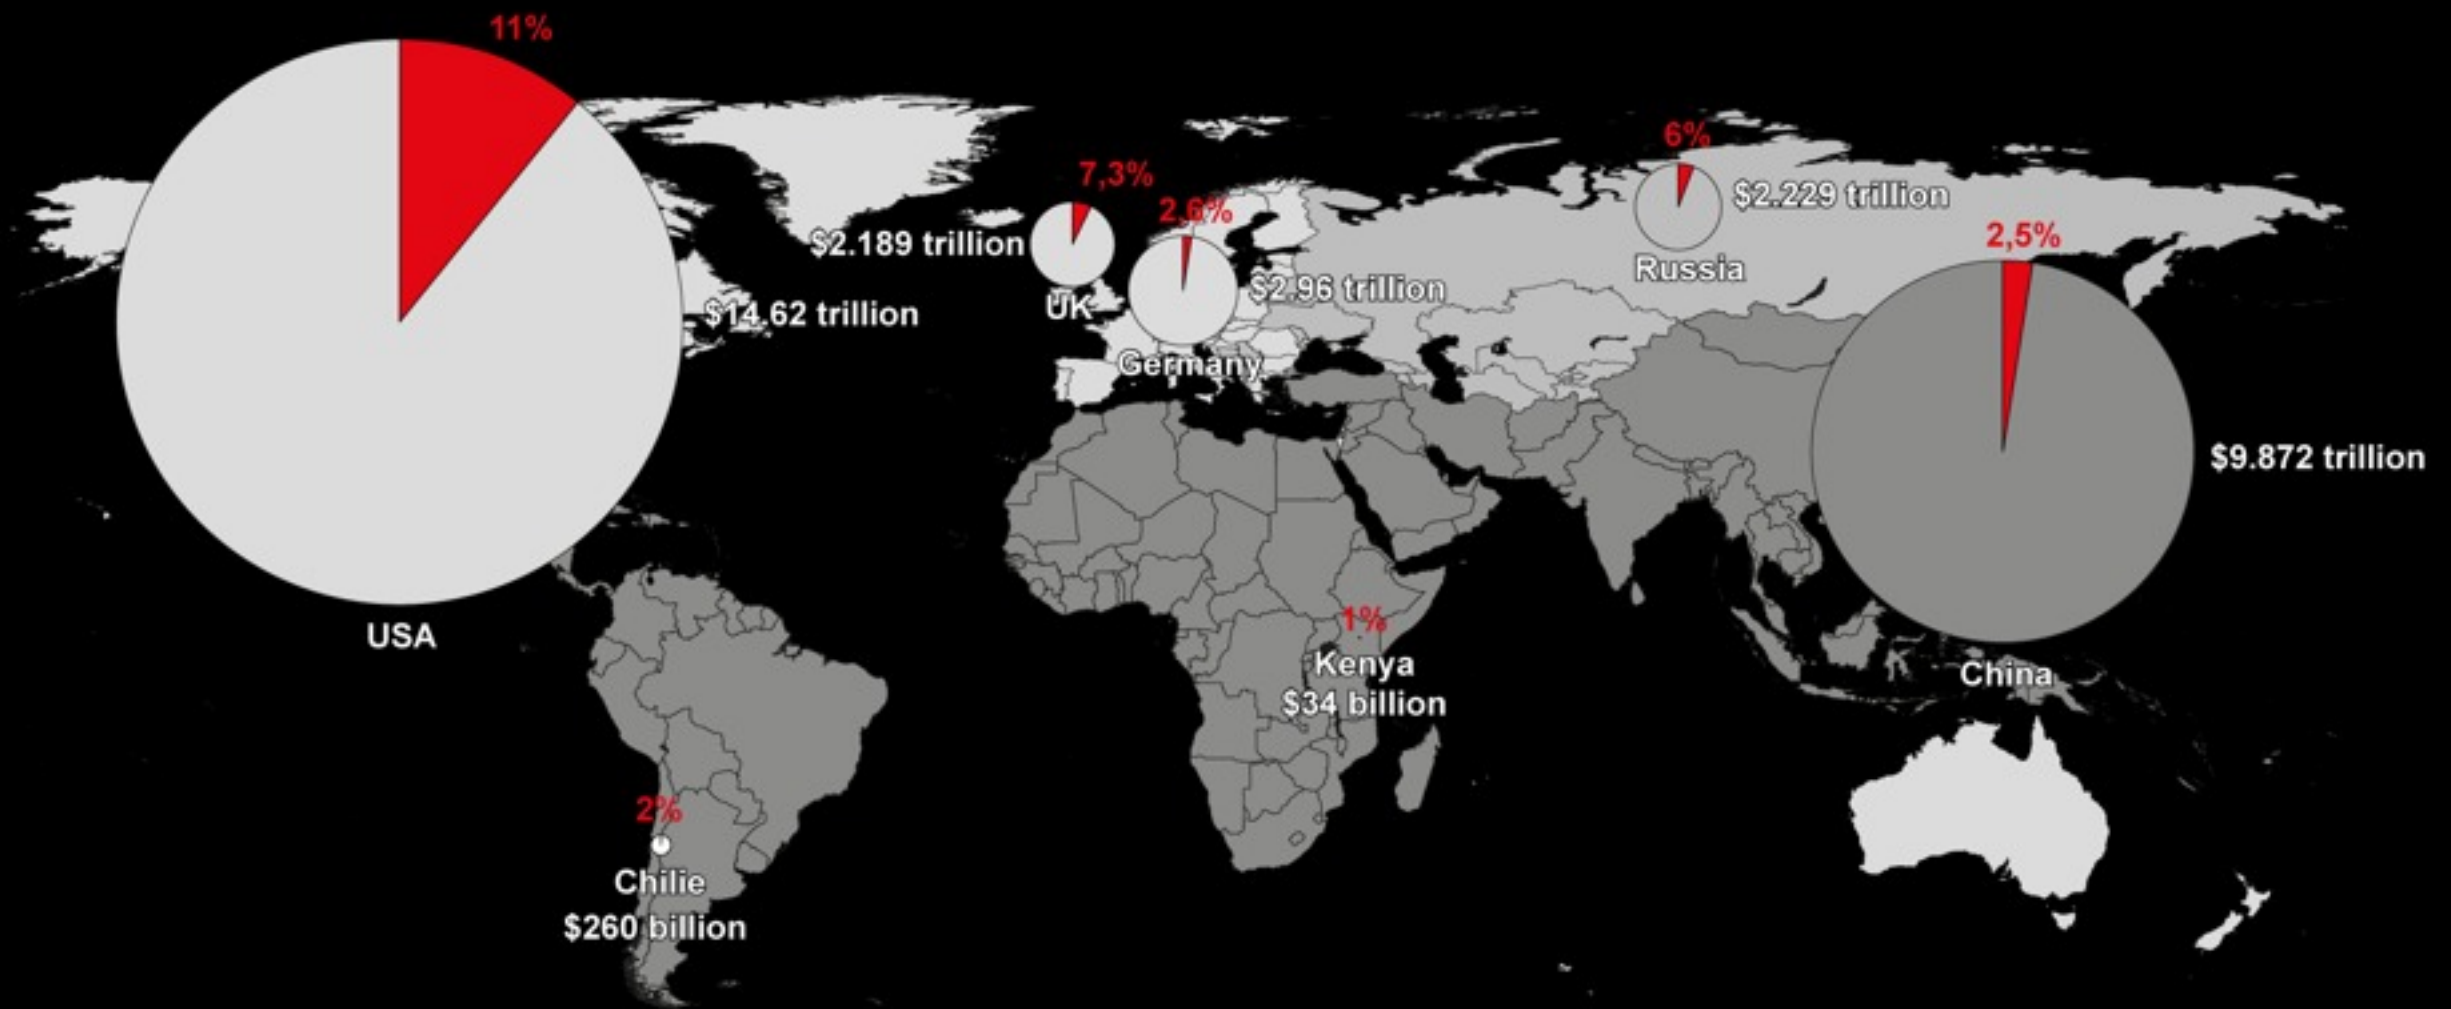 11%
$14.62 trillion
USA
7,3%
$2.189 trillion
UK
2,6%
$2.96 trillion
Germany
6%
$2.229 trillion
Russia
2,5%
$9.872 trillion
China
1%
Kenya
$34 billion
2%
Chilie
$260 billion